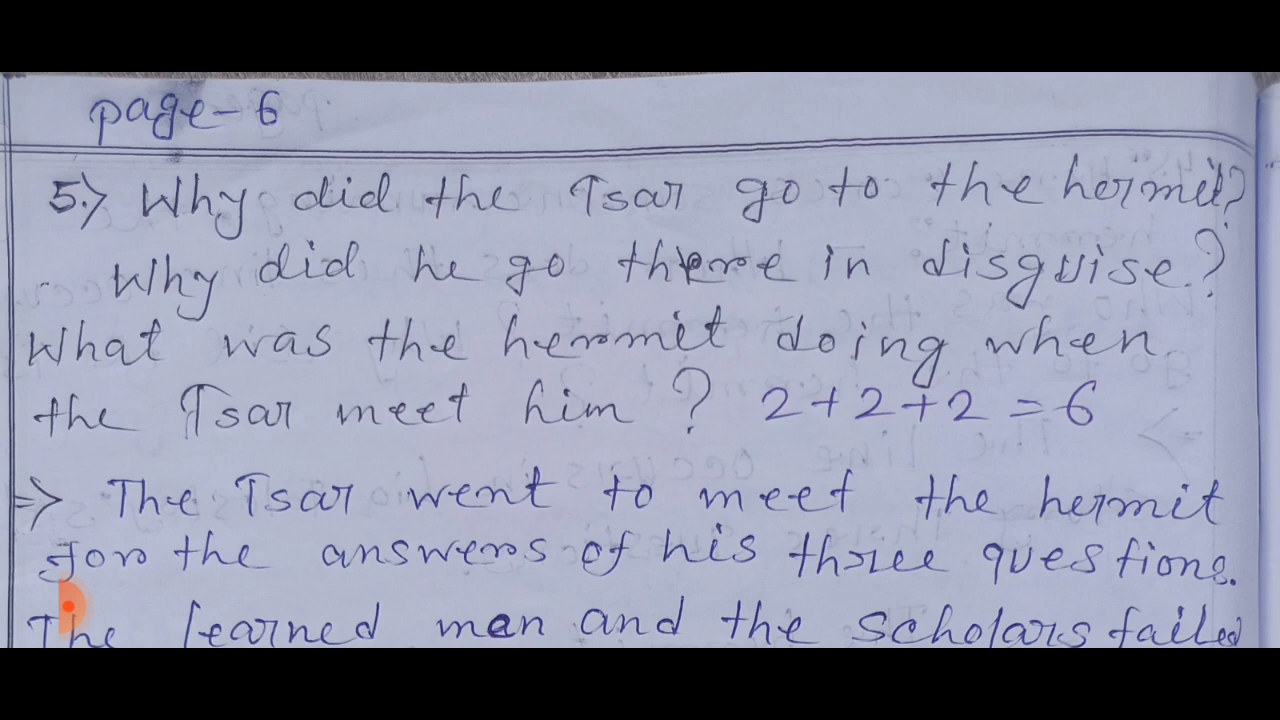 page-6
5.> Why did the Tsar go to the hermit?
Why did he go there in disguise?
What was the hermit doing when
the Tsar meet him ? 2+2+2=6
=> The Tsar went to meet the hermit
for the answers of his three questions.
The learned men and the scholars failed